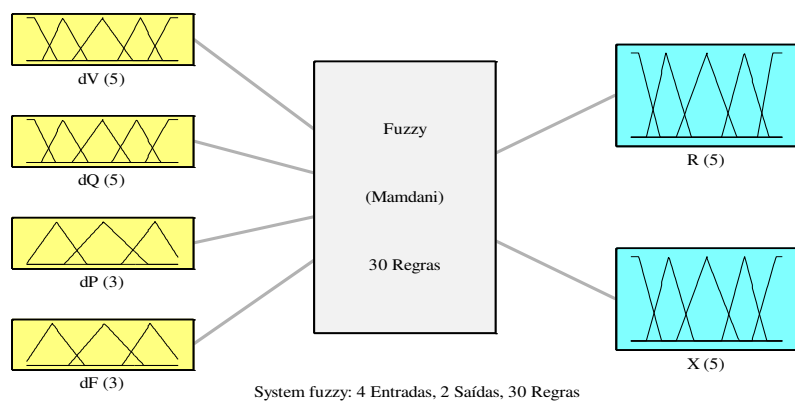 dV (5)
dQ (5)
dP (3)
dF (3)
Fuzzy
(Mamdani)
30 Regras
R (5)
X (5)
System fuzzy: 4 Entradas, 2 Saídas, 30 Regras